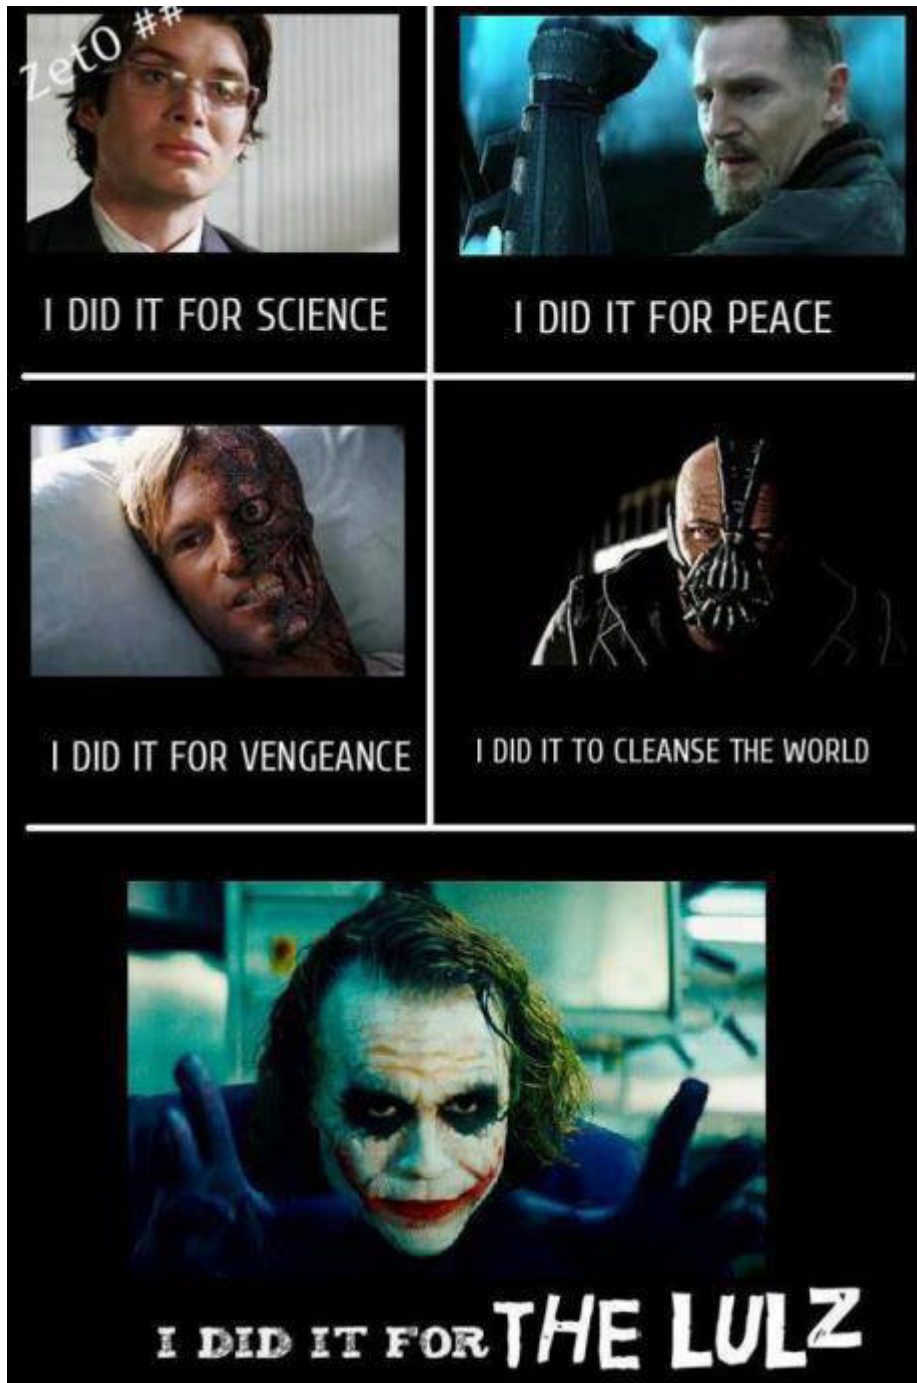 Zet0 ##
I DID IT FOR SCIENCE
I DID IT FOR PEACE
I DID IT FOR VENGEANCE
I DID IT TO CLEANSE THE WORLD
I DID IT FOR THE LULZ